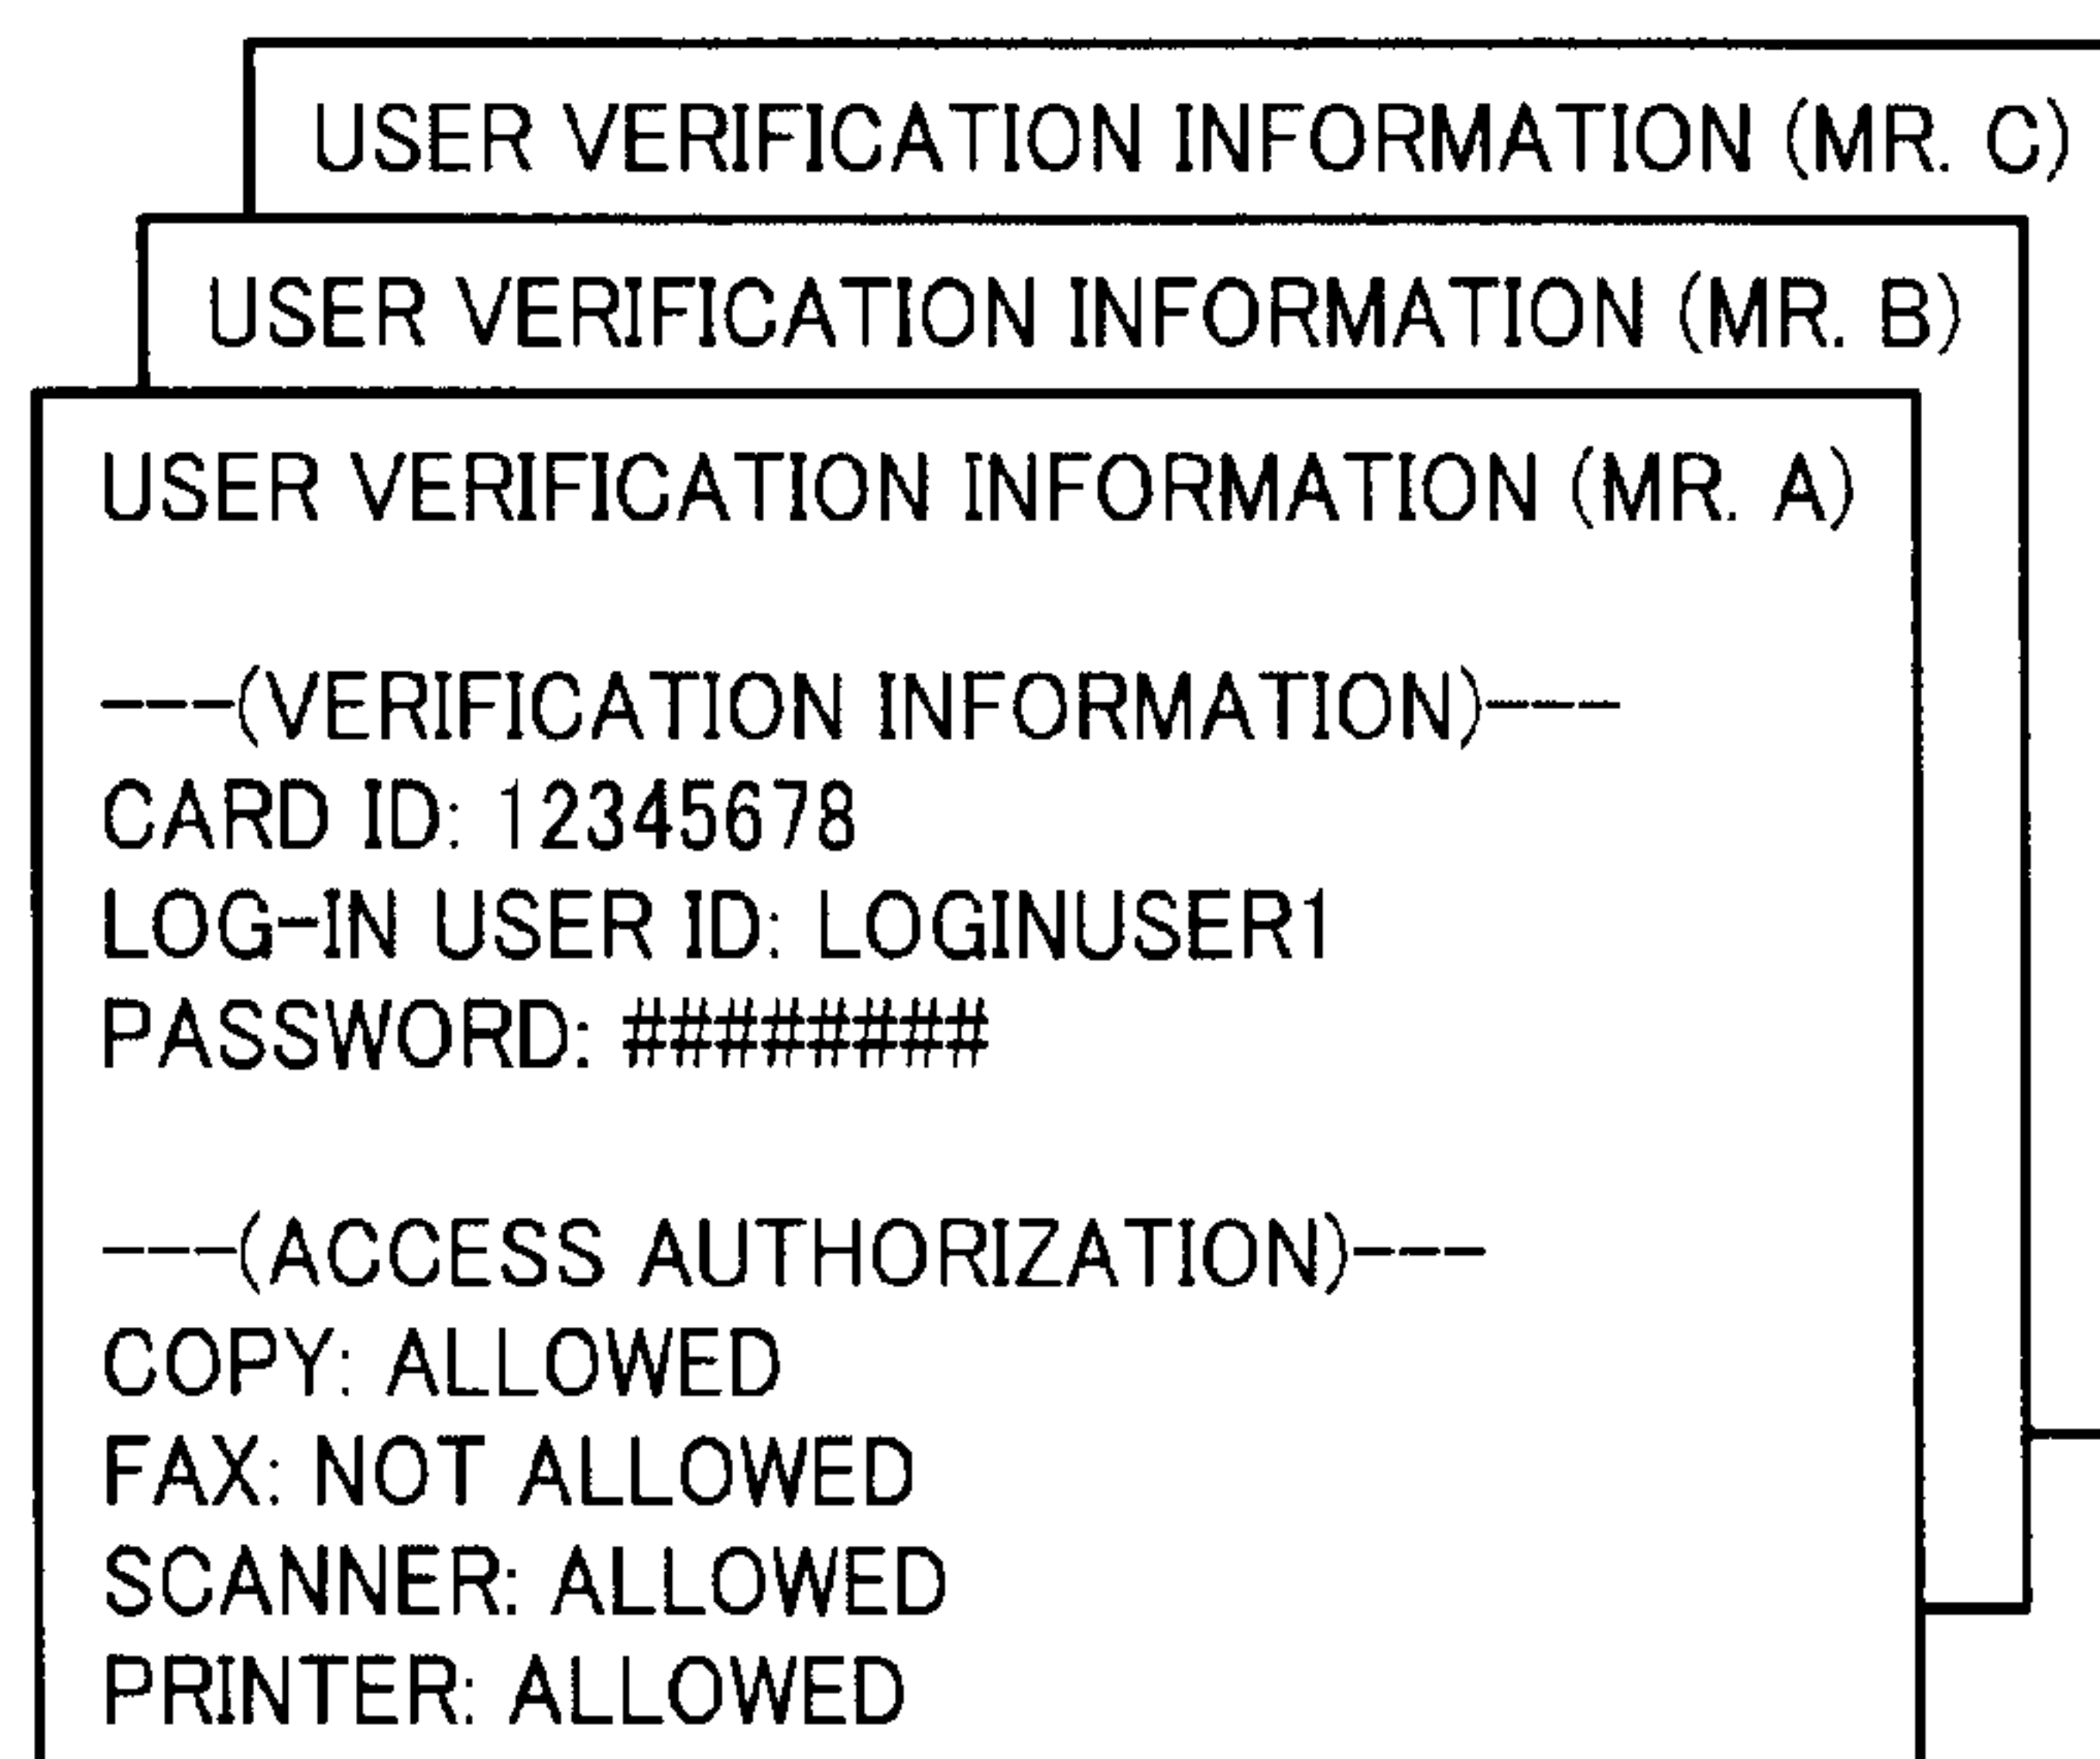 USER VERIFICATION INFORMATION (MR. C)
USER VERIFICATION INFORMATION (MR. B)
USER VERIFICATION INFORMATION (MR. A)
---(VERIFICATION INFORMATION)---
CARD ID: 12345678
LOG-IN USER ID: LOGINUSER1
PASSWORD: ########
---(ACCESS AUTHORIZATION)---
COPY: ALLOWED
FAX: NOT ALLOWED
SCANNER: ALLOWED
PRINTER: ALLOWED